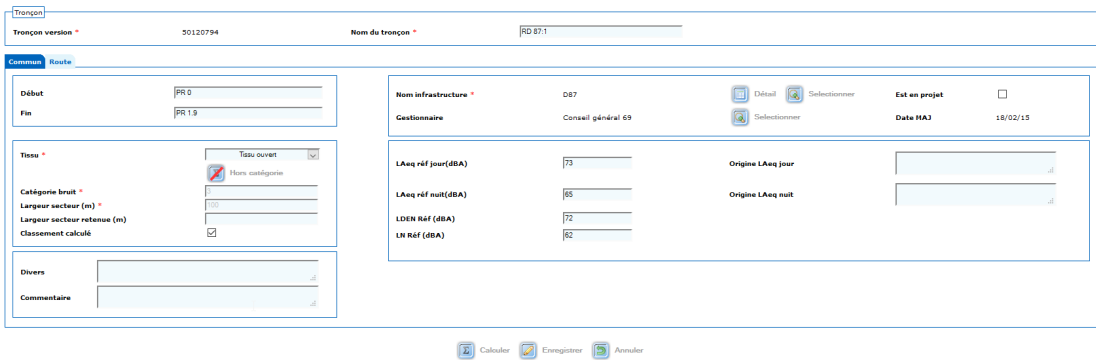 Tronçon
Tronçon version * 50120794 Nom du tronçon * RD 87:1
Commun Route
Début PR 0
Fin PR 1.9
Nom infrastructure * D87 Détail Selectionner Est en projet
Gestionnaire Conseil général 69 Selectionner Date MAJ 18/02/15
Tissu * Tissu ouvert
Hors catégorie
Catégorie bruit * 3
Largeur secteur (m) * 100
Largeur secteur retenue (m)
Classement calculé
LAeq réf jour(dBA) 73 Origine LAeq jour
LAeq réf nuit(dBA) 65 Origine LAeq nuit
LDEN Réf (dBA) 72
LN Réf (dBA) 62
Divers
Commentaire
Calculer Enregistrer Annuler